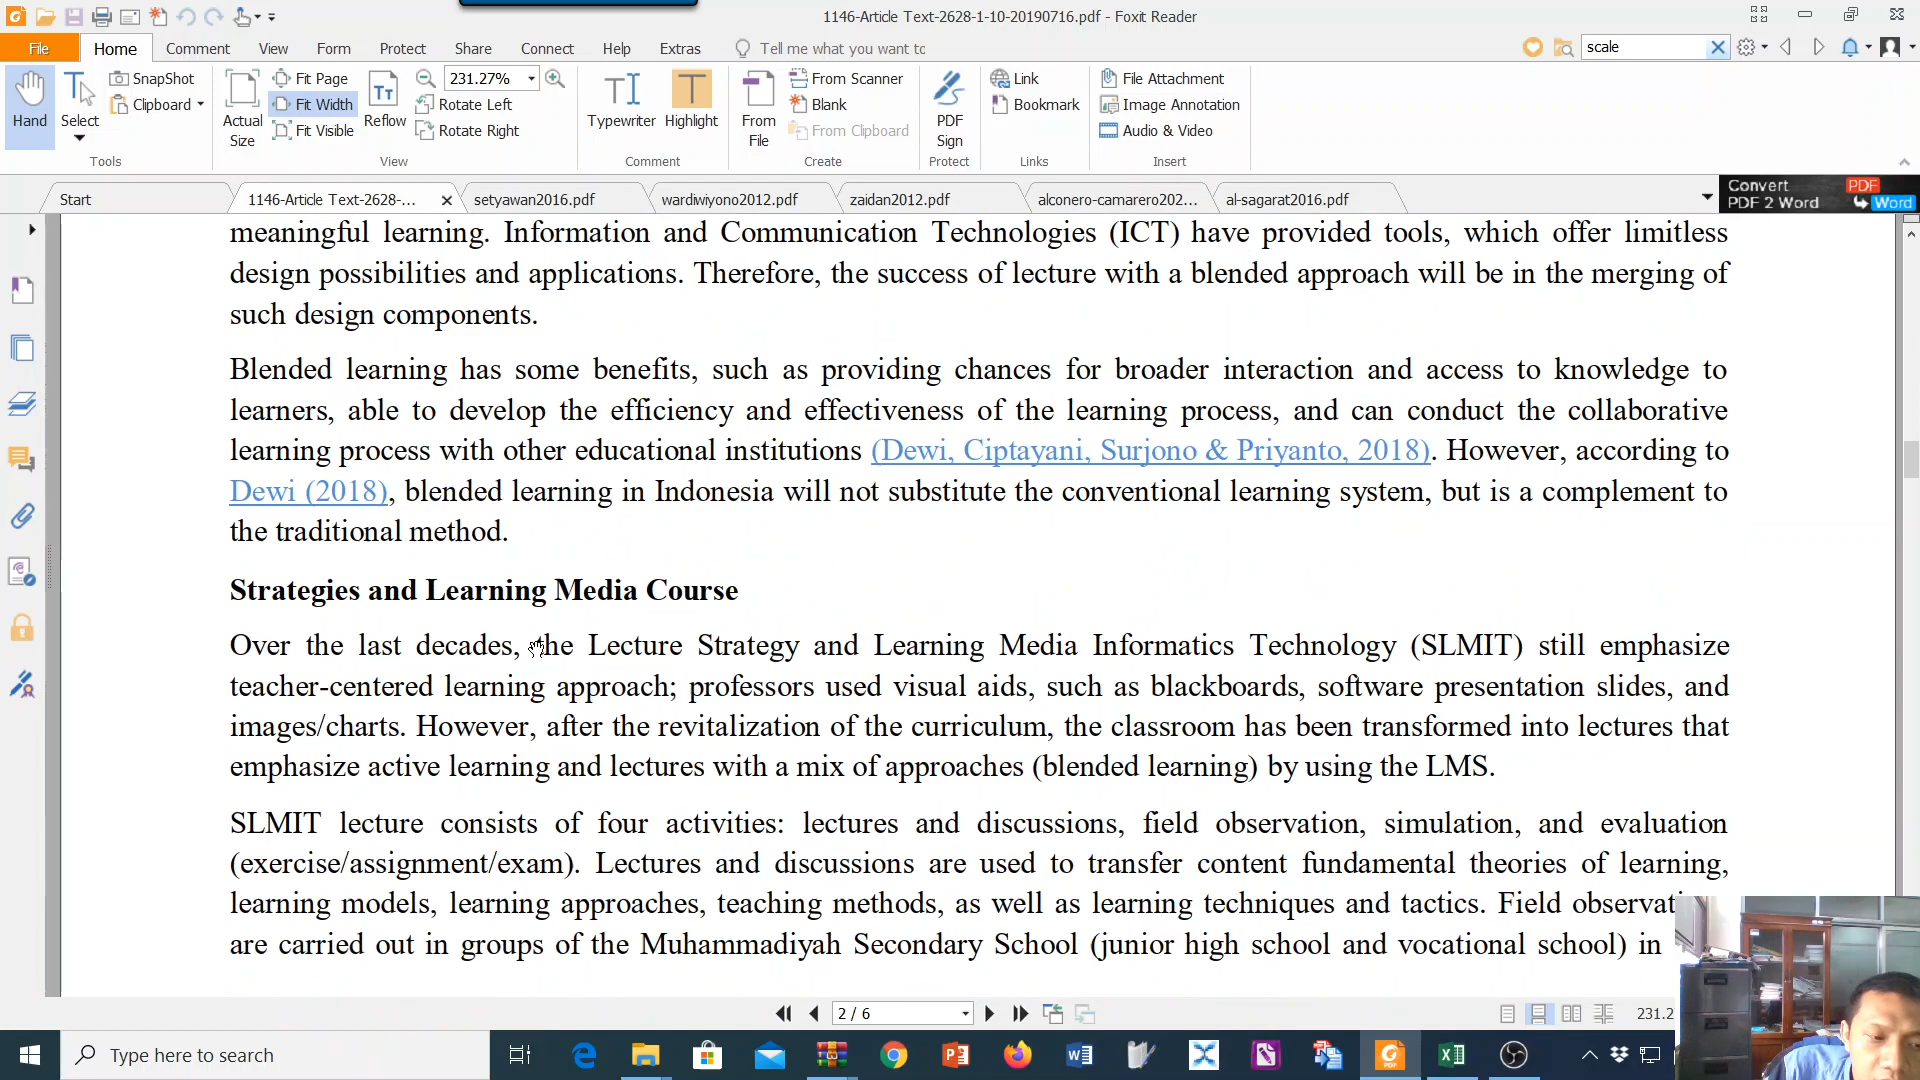 1146-Article Text-2628-1-10-20190716.pdf - Foxit Reader
File Home Comment View Form Protect Share Connect Help Extras Tell me what you want to scale
SnapShot Fit Page 231.27% From Scanner Link File Attachment
Clipboard Fit Width Rotate Left Blank Bookmark Image Annotation
Hand Select Actual Size Fit Visible Reflow Rotate Right Typewriter Highlight From File From Clipboard PDF Sign Audio & Video
Tools View Comment Create Protect Links Insert
Start 1146-Article Text-2628-... setyawan2016.pdf wardiwiyono2012.pdf zaidan2012.pdf alconero-camarero202... al-sagarat2016.pdf
Convert PDF
PDF 2 Word Word
meaningful learning. Information and Communication Technologies (ICT) have provided tools, which offer limitless
design possibilities and applications. Therefore, the success of lecture with a blended approach will be in the merging of
such design components.
Blended learning has some benefits, such as providing chances for broader interaction and access to knowledge to
learners, able to develop the efficiency and effectiveness of the learning process, and can conduct the collaborative
learning process with other educational institutions (Dewi, Ciptayani, Surjono & Priyanto, 2018). However, according to
Dewi (2018), blended learning in Indonesia will not substitute the conventional learning system, but is a complement to
the traditional method.
Strategies and Learning Media Course
Over the last decades, the Lecture Strategy and Learning Media Informatics Technology (SLMIT) still emphasize
teacher-centered learning approach; professors used visual aids, such as blackboards, software presentation slides, and
images/charts. However, after the revitalization of the curriculum, the classroom has been transformed into lectures that
emphasize active learning and lectures with a mix of approaches (blended learning) by using the LMS.
SLMIT lecture consists of four activities: lectures and discussions, field observation, simulation, and evaluation
(exercise/assignment/exam). Lectures and discussions are used to transfer content fundamental theories of learning,
learning models, learning approaches, teaching methods, as well as learning techniques and tactics. Field observat
are carried out in groups of the Muhammadiyah Secondary School (junior high school and vocational school) in
2 / 6 231.2
Type here to search